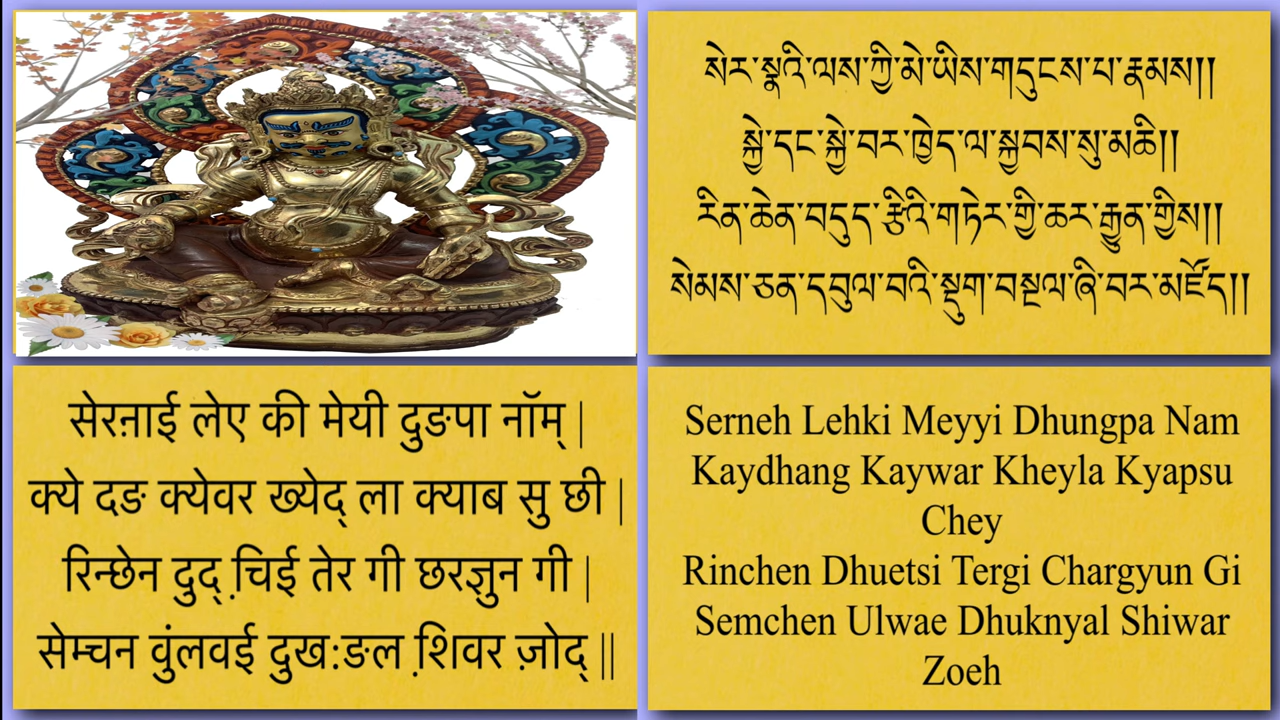 སེར་སྣའི་ལས་ཀྱི་མེ་ཡིས་གདུངས་པ་རྣམས།།
སྐྱེ་དང་སྐྱེ་བར་ཁྱེད་ལ་སྐྱབས་སུ་མཆི།།
རིན་ཆེན་བདུད་རྩིའི་གཏེར་གྱི་ཆར་རྒྱུན་གྱིས།།
སེམས་ཅན་དབུལ་བའི་སྡུག་བསྔལ་ཞི་བར་མཛོད།།
सेरऩाई लेए की मेयी दुङपा नॉम् |
क्ये दङ क्येवर ख्येद् ला क्याब सु छी |
रिन्छेन दुद् च़िई तेर गी छरज्ञुन गी |
सेम्चन वुंलवई दुख:ङल श़िवर ज़ोद् ||
Serneh Lehki Meyyi Dhungpa Nam
Kaydhang Kaywar Kheyla Kyapsu
Chey
Rinchen Dhuetsi Tergi Chargyun Gi
Semchen Ulwae Dhuknyal Shiwar
Zoeh